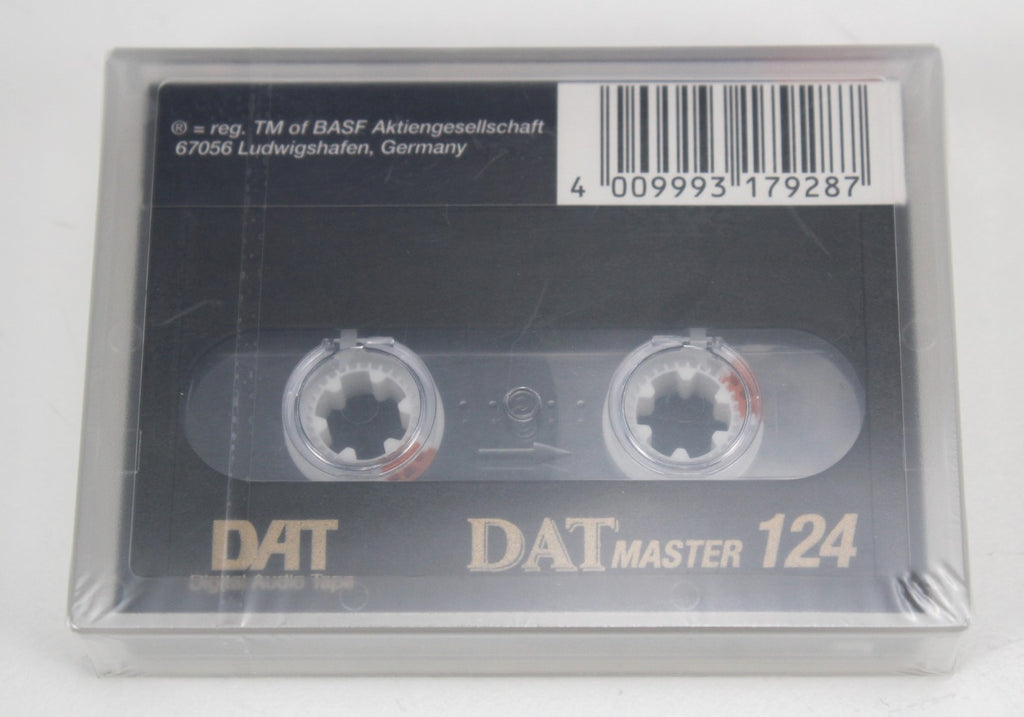 ® = reg. TM of BASF Aktiengesellschaft
67056 Ludwigshafen, Germany
4 009993 179287
DAT
Digital Audio Tape
DAT MASTER 124